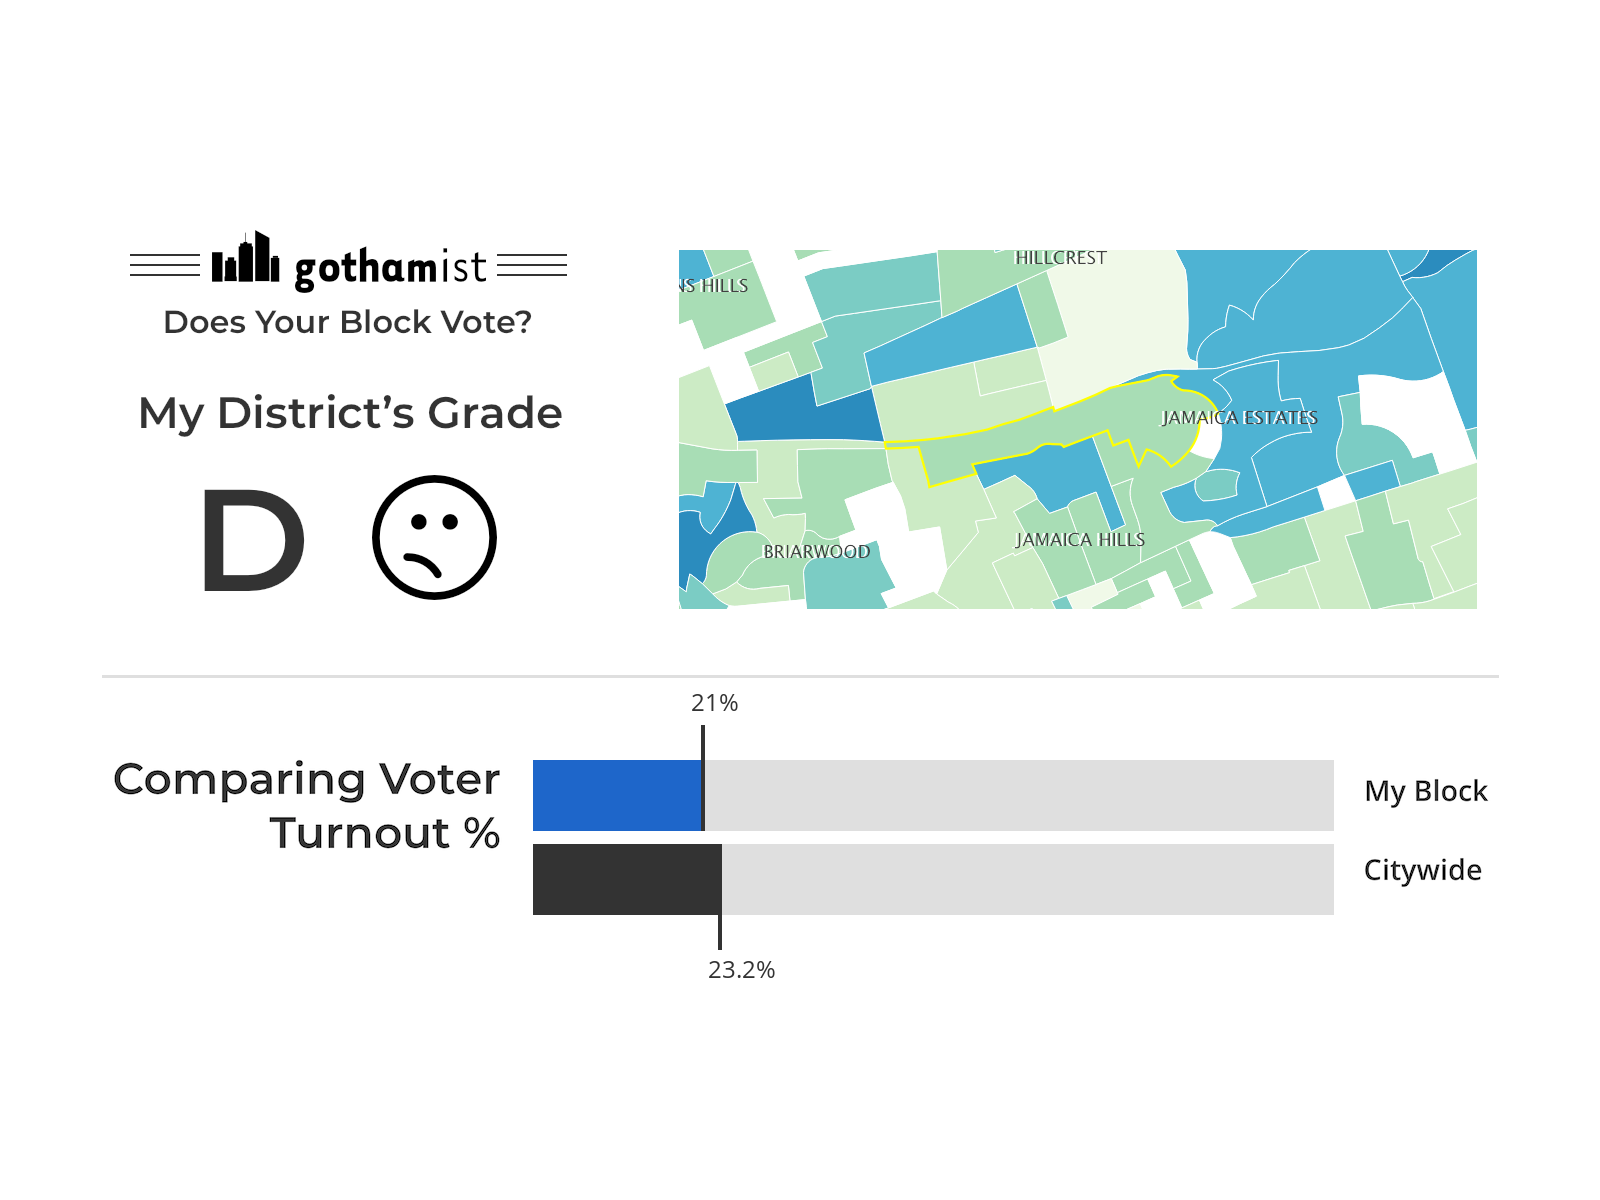 gothamist
Does Your Block Vote?
My District's Grade
D
HILLCREST
NS HILLS
JAMAICA ESTATES
JAMAICA HILLS
BRIARWOOD
21%
Comparing Voter
Turnout %
My Block
Citywide
23.2%